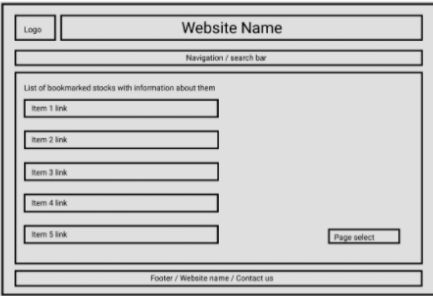 Logo
Website Name
Navigation / search bar
List of bookmarked stocks with information about them
Item 1 link
Item 2 link
Item 3 link
Item 4 link
Item 5 link
Page select
Footer / Website name / Contact us